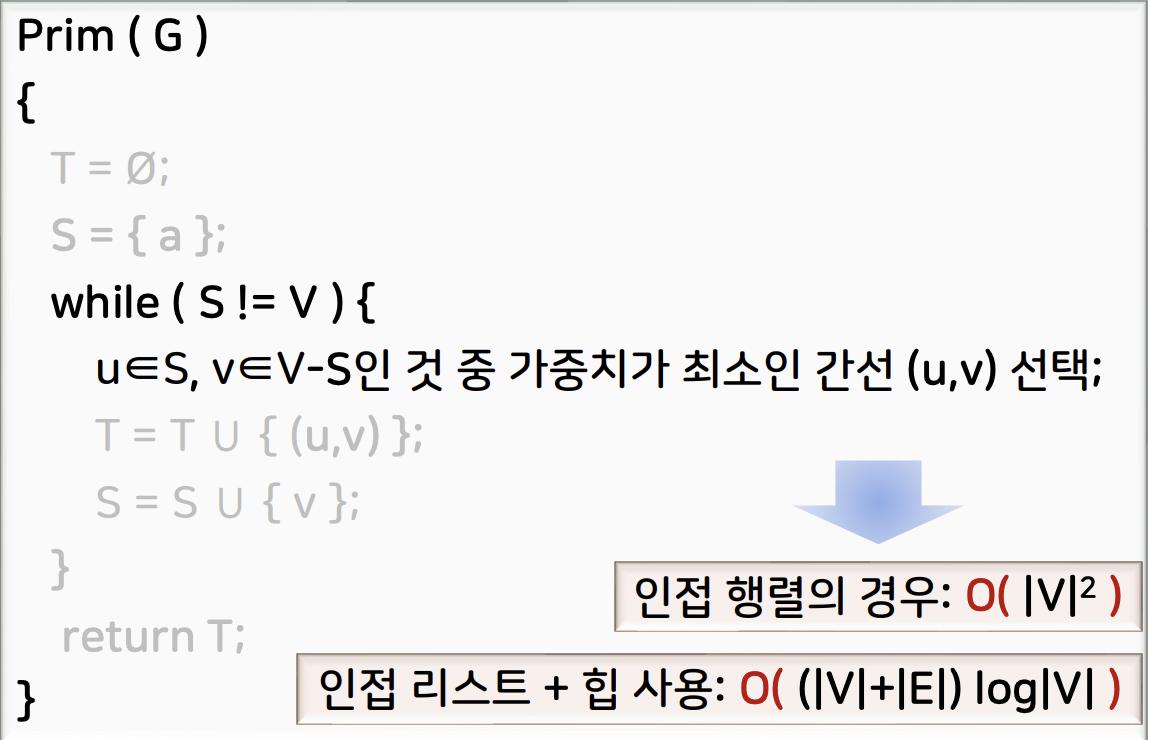 Prim ( G )
{
T = Ø;
S = { a };
while ( S != V ) {
u∈S, v∈V-S인 것 중 가중치가 최소인 간선 (u,v) 선택;
T = T ∪ { (u,v) };
S = S ∪ { v };
}
인접 행렬의 경우: O( |V|² )
return T;
인접 리스트 + 힙 사용: O( (|V|+|E|) log|V| )
}